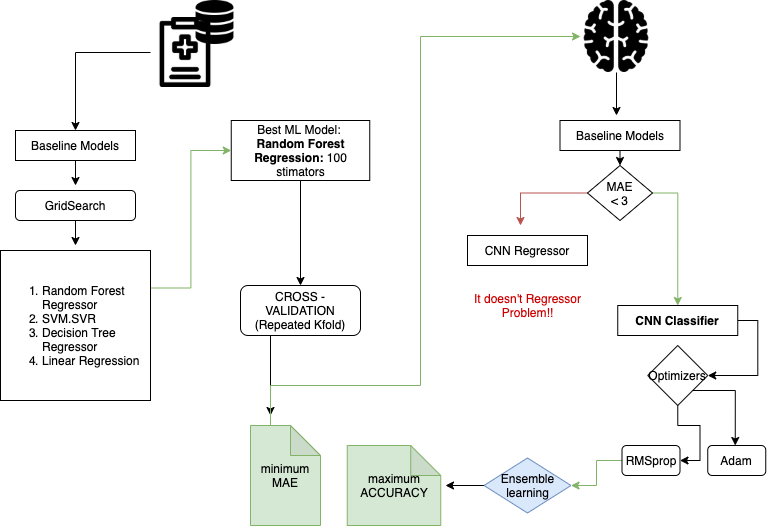 Baseline Models
GridSearch
1. Random Forest
Regressor
2. SVM.SVR
3. Decision Tree
Regressor
4. Linear Regression
Best ML Model:
Random Forest
Regression: 100
stimators
CROSS -
VALIDATION
(Repeated Kfold)
minimum
MAE
Baseline Models
MAE
< 3
CNN Regressor
It doesn't Regressor
Problem!!
CNN Classifier
Optimizers
RMSprop
Adam
Ensemble
learning
maximum
ACCURACY